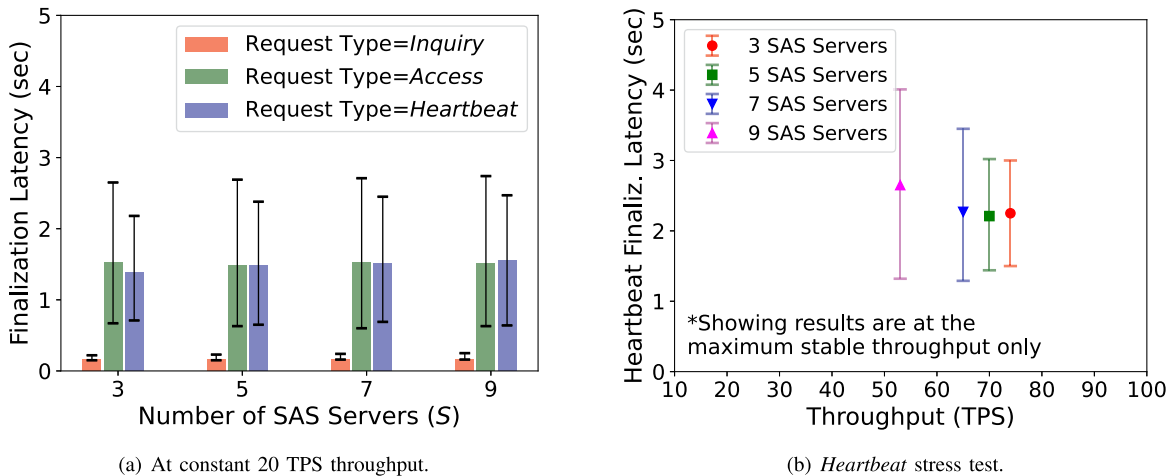 Finalization Latency (sec)
5
4
3
2
1
0
Request Type=Inquiry
Request Type=Access
Request Type=Heartbeat
3
5
7
9
Number of SAS Servers (S)
(a) At constant 20 TPS throughput.
Heartbeat Finaliz. Latency (sec)
5
4
3
2
1
0
3 SAS Servers
5 SAS Servers
7 SAS Servers
9 SAS Servers
*Showing results are at the
maximum stable throughput only
10 20 30 40 50 60 70 80 90 100
Throughput (TPS)
(b) Heartbeat stress test.